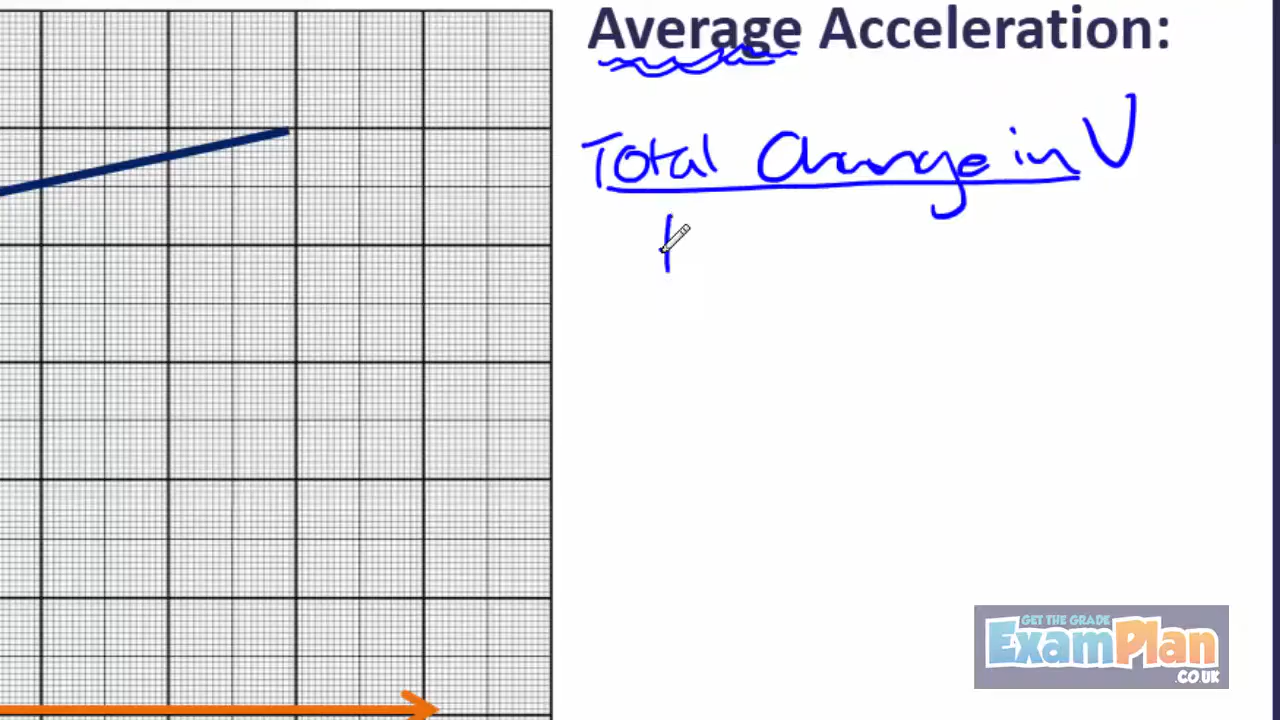 Average Acceleration:
Total Change in V
GET THE GRADE
ExamPlan
.CO.UK